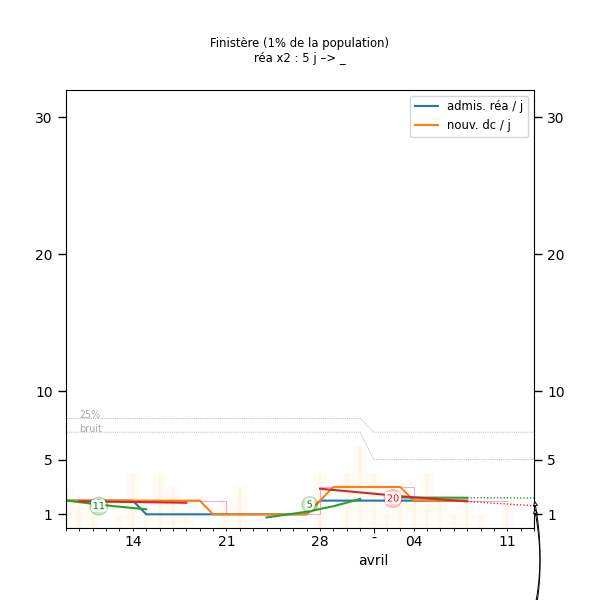 Finistère (1% de la population)
réa x2 : 5 j –> _
admis. réa / j
nouv. dc / j
30 30
20 20
10 10
25%
bruit
5 5
11 5 20
1 1
14 21 28 - 04 11
avril